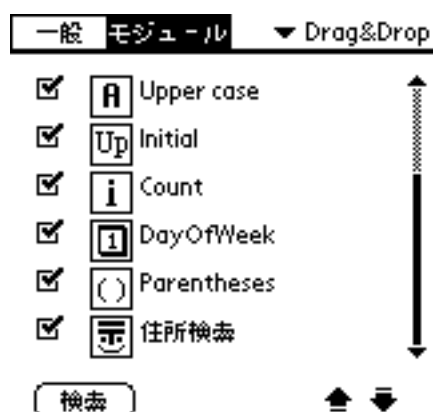 一般 モジュール ▼ Drag&Drop
A Upper case
Up Initial
i Count
1 DayOfWeek
( ) Parentheses
住所検索
検索